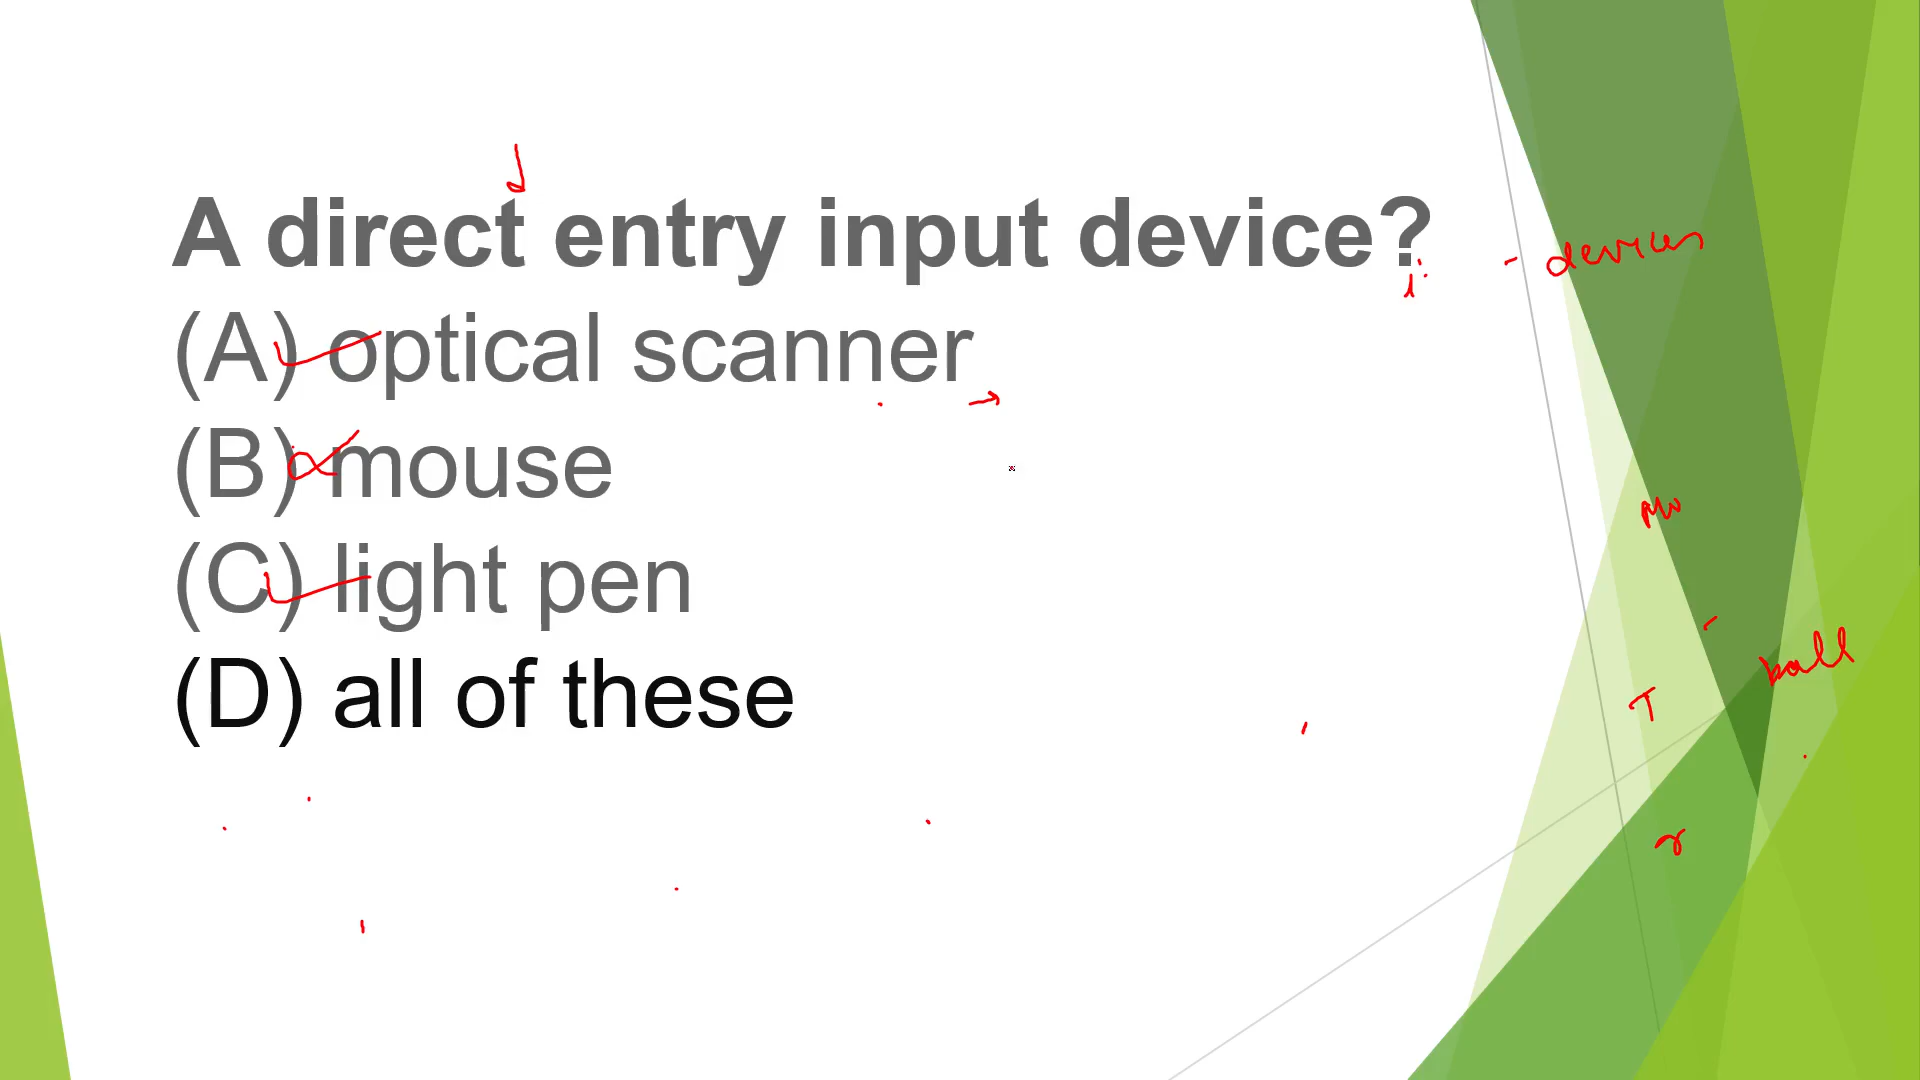 A direct entry input device?
devices
(A) optical scanner
(B) mouse
(C) light pen
ball
(D) all of these
T